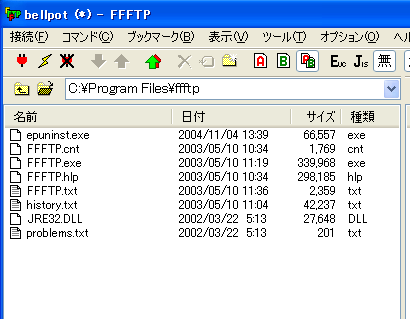 bellpot (*) - FFFTP
接続(F) コマンド(C) ブックマーク(B) 表示(V) ツール(T) オプション(O) ヘル
A B B Euc Jis 無
C:¥Program Files¥ffftp
名前 日付 サイズ 種類
epuninst.exe 2004/11/04 13:39 66,557 exe
FFFTP.cnt 2003/05/10 10:34 1,769 cnt
FFFTP.exe 2003/05/10 11:19 339,968 exe
FFFTP.hlp 2003/05/10 10:34 298,185 hlp
FFFTP.txt 2003/05/10 11:36 2,359 txt
history.txt 2003/05/10 11:04 42,237 txt
JRE32.DLL 2002/03/22 5:13 27,648 DLL
problems.txt 2002/03/22 5:13 201 txt